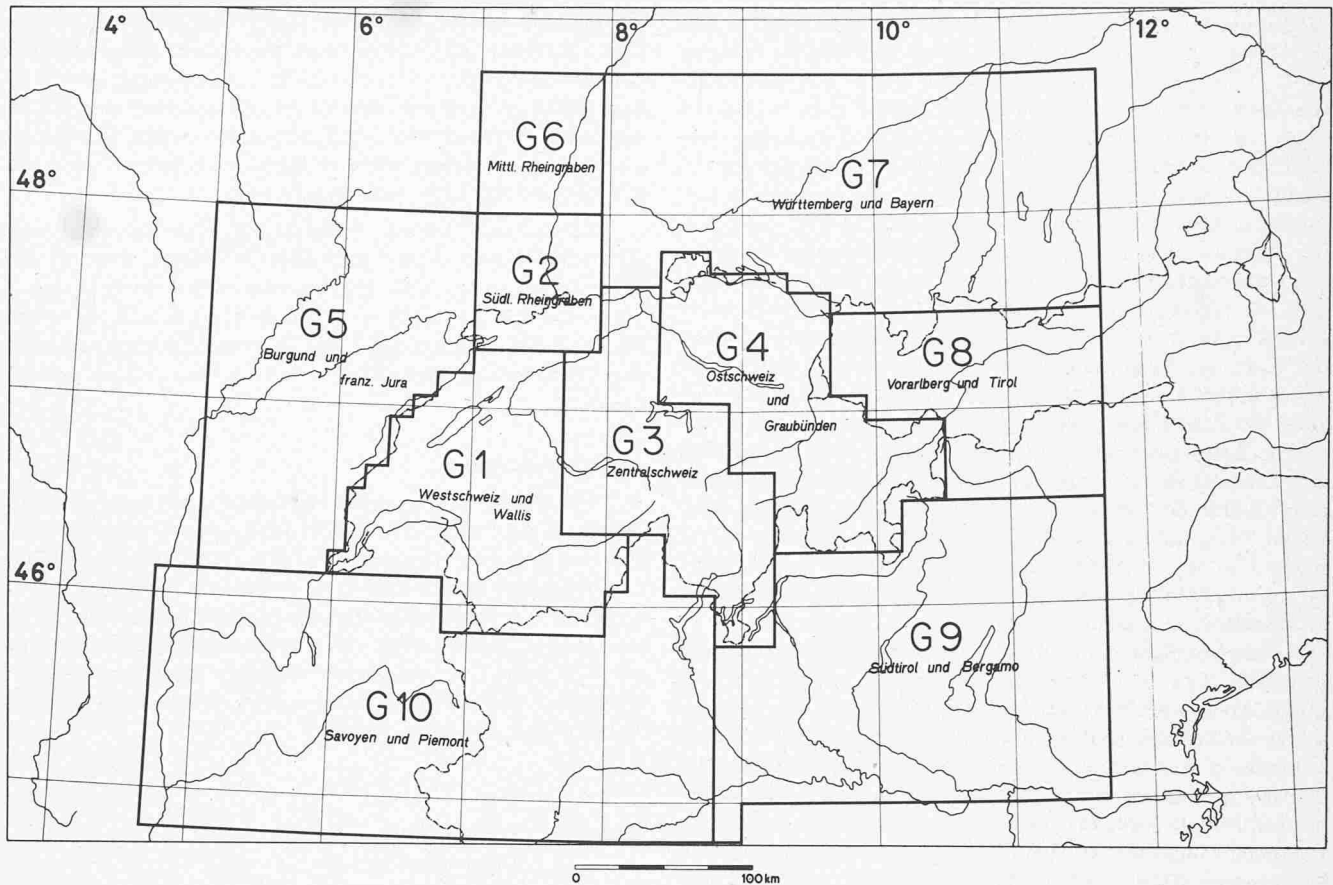 4° 6° 8° 10° 12°
G6
Mittl. Rheingraben
G7
Württemberg und Bayern
48°
G2
Südl. Rheingraben
G5
Burgund und
franz. Jura
G4
Ostschweiz
und
Graubünden
G8
Vorarlberg und Tirol
G3
Zentralschweiz
G1
Westschweiz und
Wallis
46°
G9
Südtirol und Bergamo
G10
Savoyen und Piemont
0 100 km